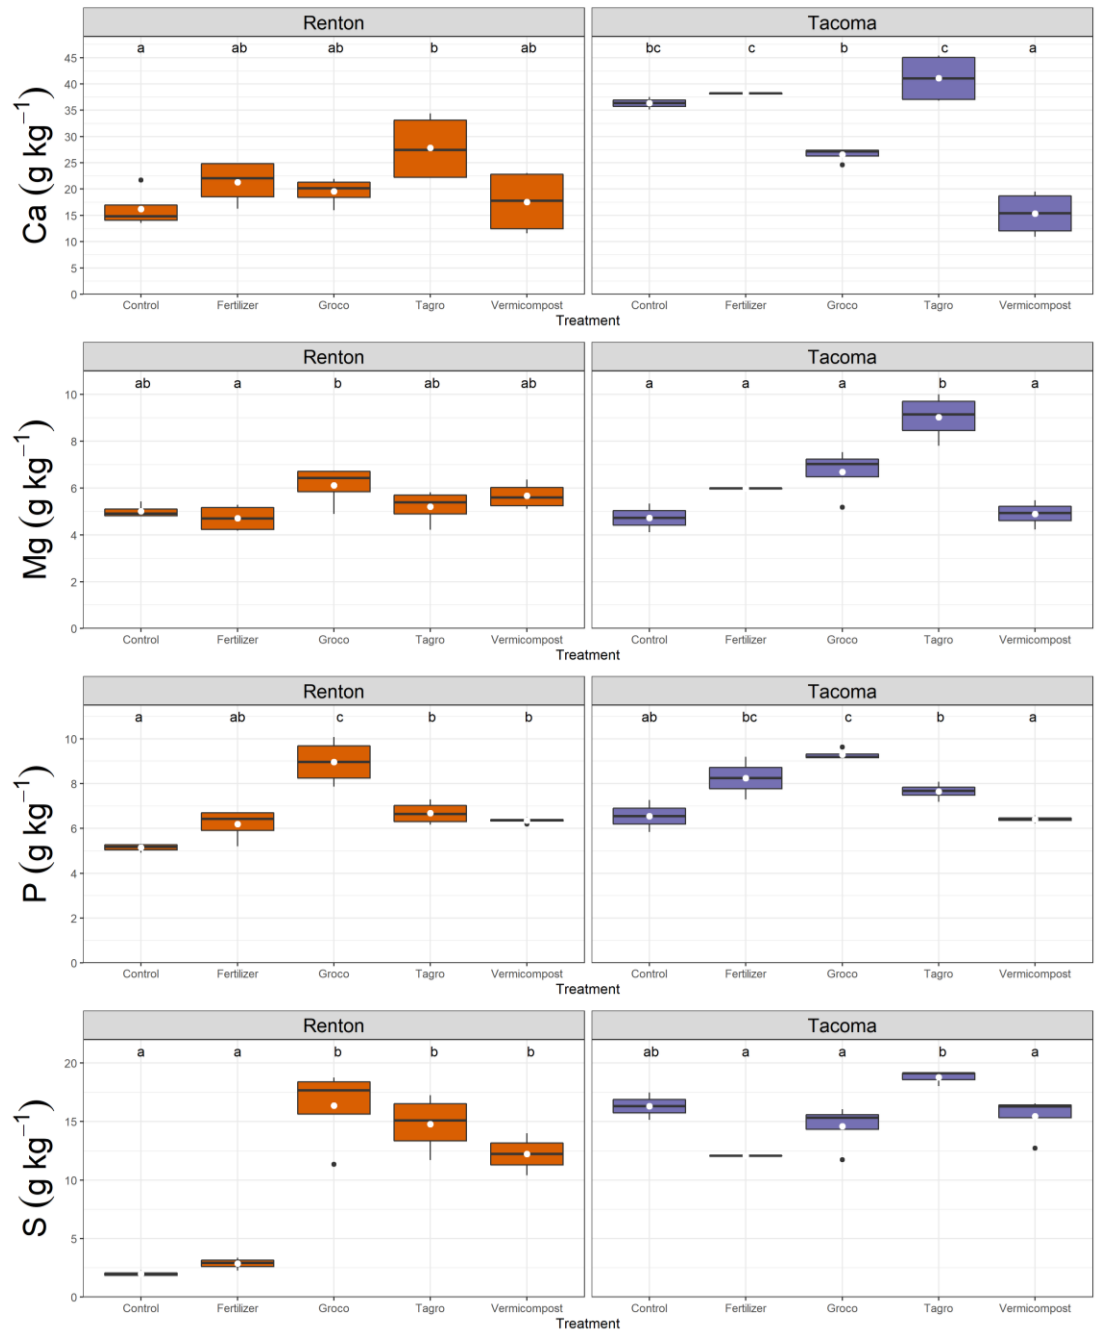 Renton Tacoma
a ab ab b ab bc c b c a
Ca (g kg⁻¹)
45
40
35
30
25
20
15
10
5
0
Control Fertilizer Groco Tagro Vermicompost Control Fertilizer Groco Tagro Vermicompost
Treatment
Renton Tacoma
ab a b ab ab a a a b a
Mg (g kg⁻¹)
10
8
6
4
2
0
Control Fertilizer Groco Tagro Vermicompost Control Fertilizer Groco Tagro Vermicompost
Treatment
Renton Tacoma
a ab c b b ab bc c b a
P (g kg⁻¹)
10
8
6
4
2
0
Control Fertilizer Groco Tagro Vermicompost Control Fertilizer Groco Tagro Vermicompost
Treatment
Renton Tacoma
a a b b b ab a a b a
S (g kg⁻¹)
20
15
10
5
0
Control Fertilizer Groco Tagro Vermicompost Control Fertilizer Groco Tagro Vermicompost
Treatment